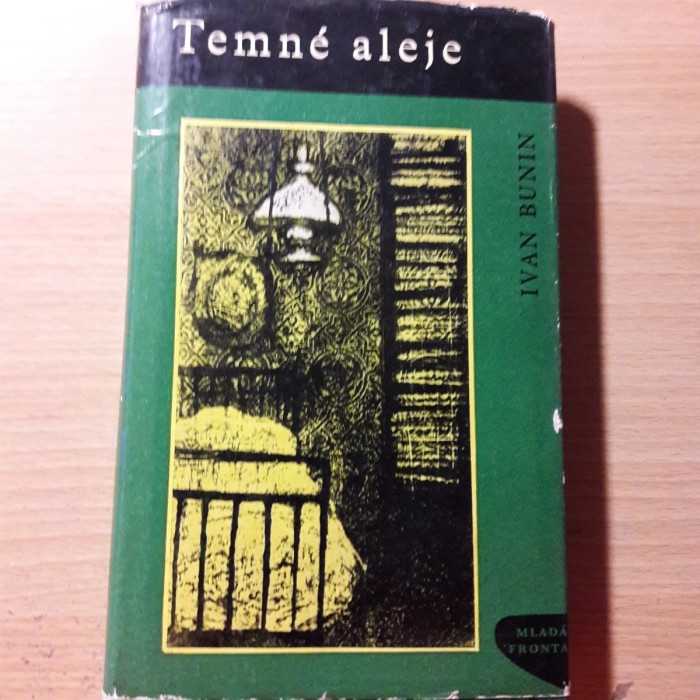 Temné aleje
IVAN BUNIN
MLADÁ
FRONTA